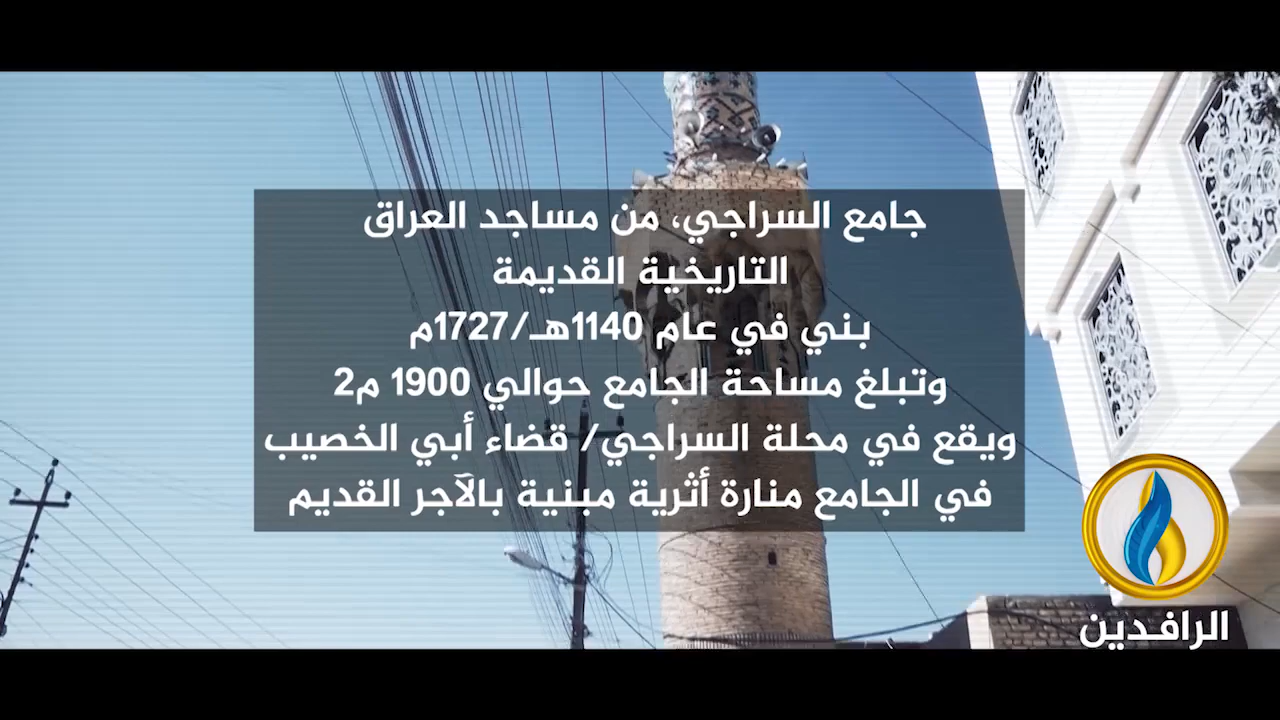 جامع السراجي، من مساجد العراق
التاريخية القديمة
بني في عام 1140هـ/1727م
وتبلغ مساحة الجامع حوالي 1900 م2
ويقع في محلة السراجي/ قضاء أبي الخصيب
في الجامع منارة أثرية مبنية بالآجر القديم
الرافدين